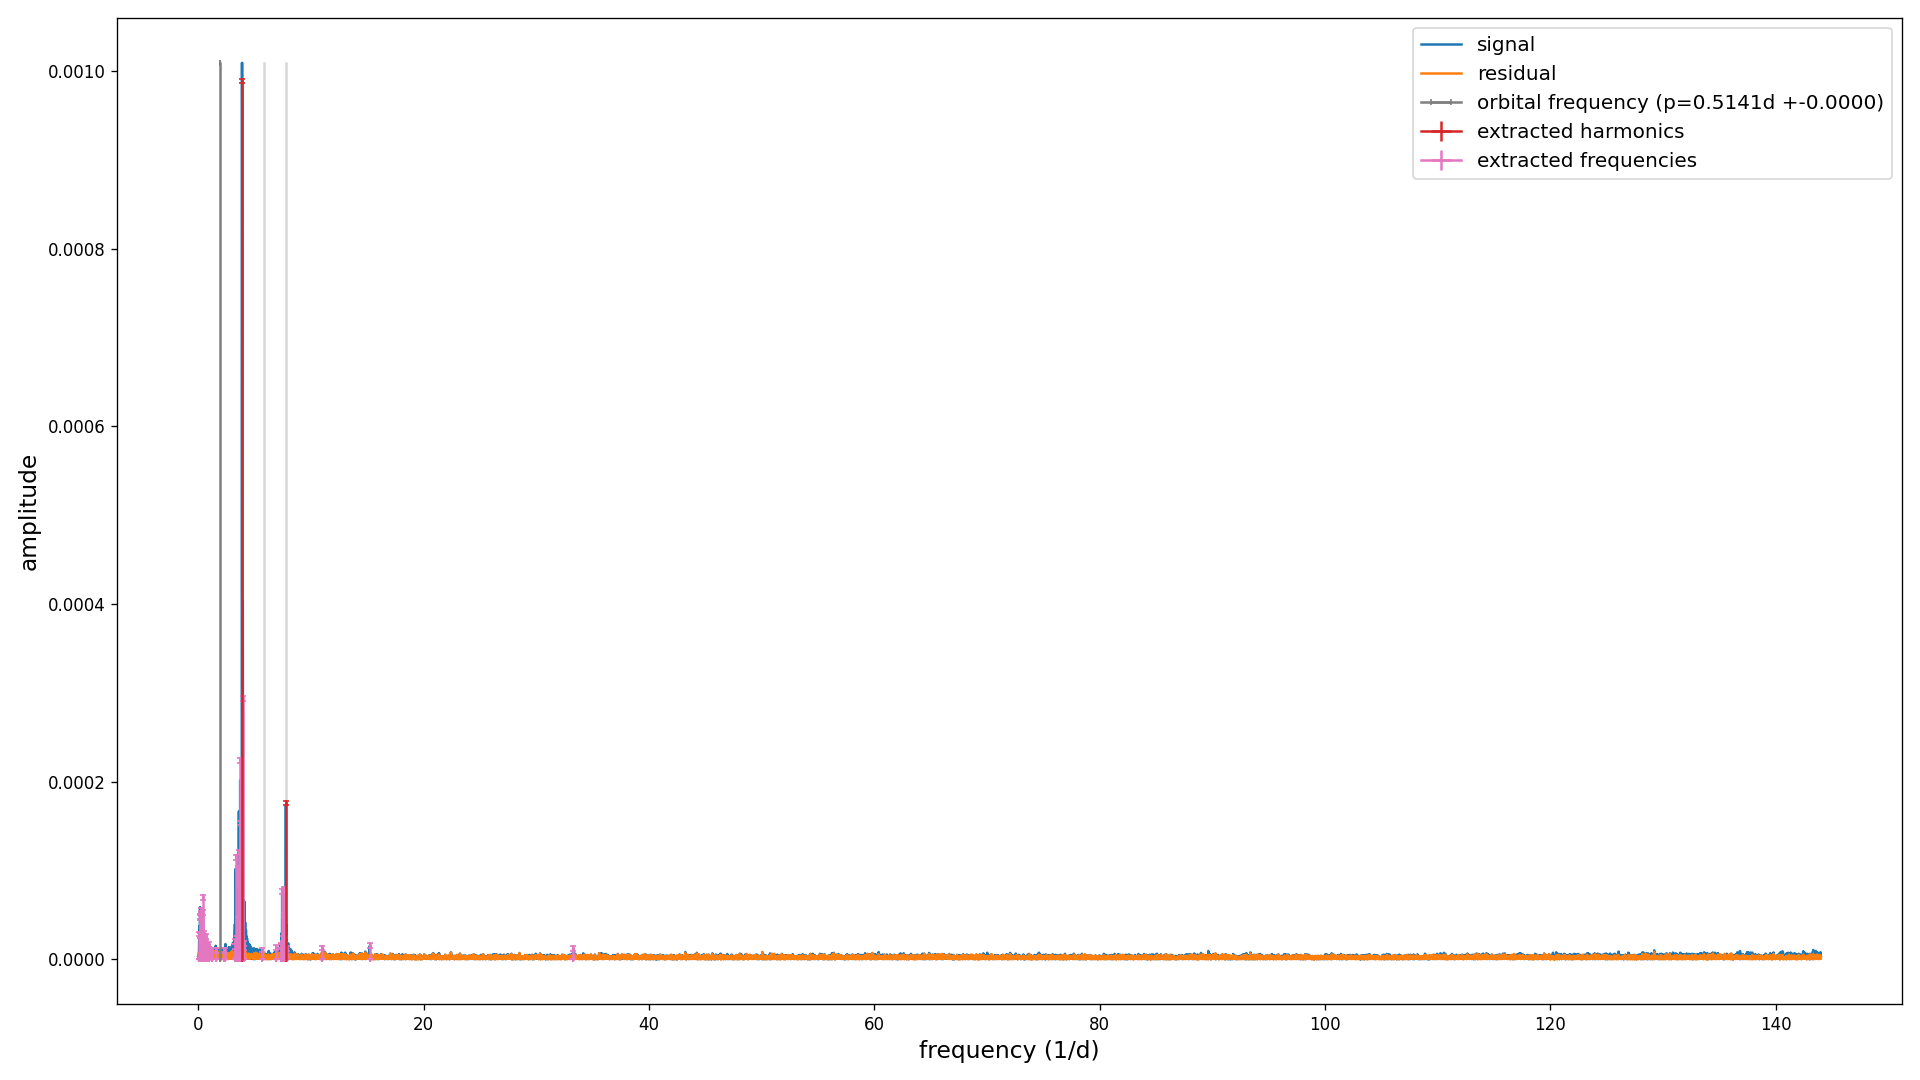 signal
residual
orbital frequency (p=0.5141d +-0.0000)
extracted harmonics
extracted frequencies
0.0010
0.0008
0.0006
0.0004
0.0002
0.0000
amplitude
0 20 40 60 80 100 120 140
frequency (1/d)